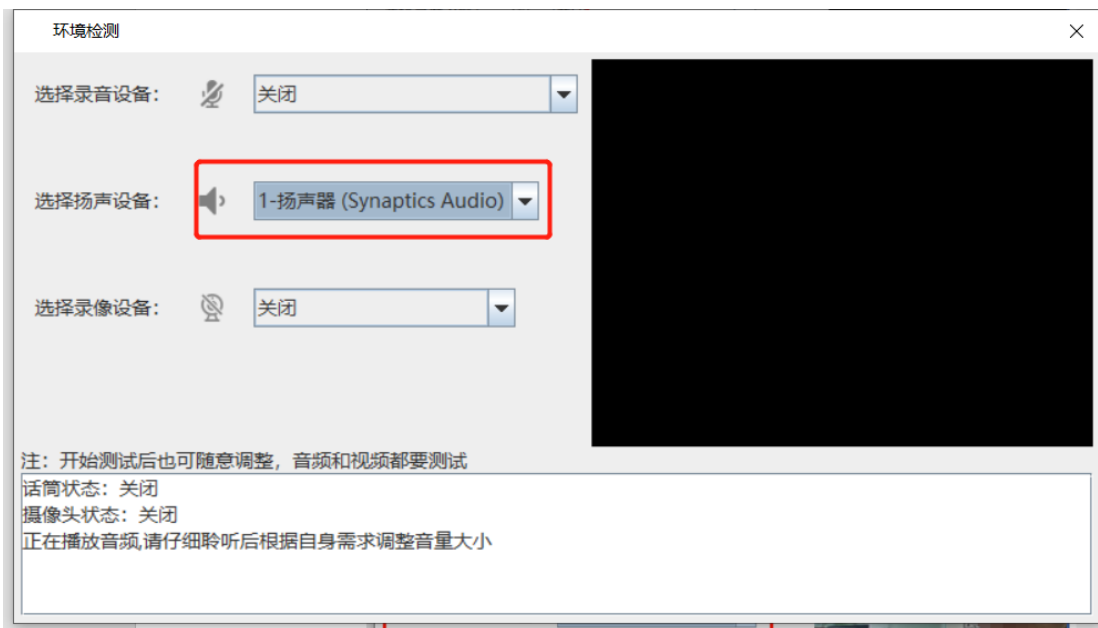 环境检测
选择录音设备: 关闭
选择扬声设备: 1-扬声器 (Synaptics Audio)
选择录像设备: 关闭
注：开始测试后也可随意调整，音频和视频都要测试
话筒状态：关闭
摄像头状态：关闭
正在播放音频,请仔细聆听后根据自身需求调整音量大小